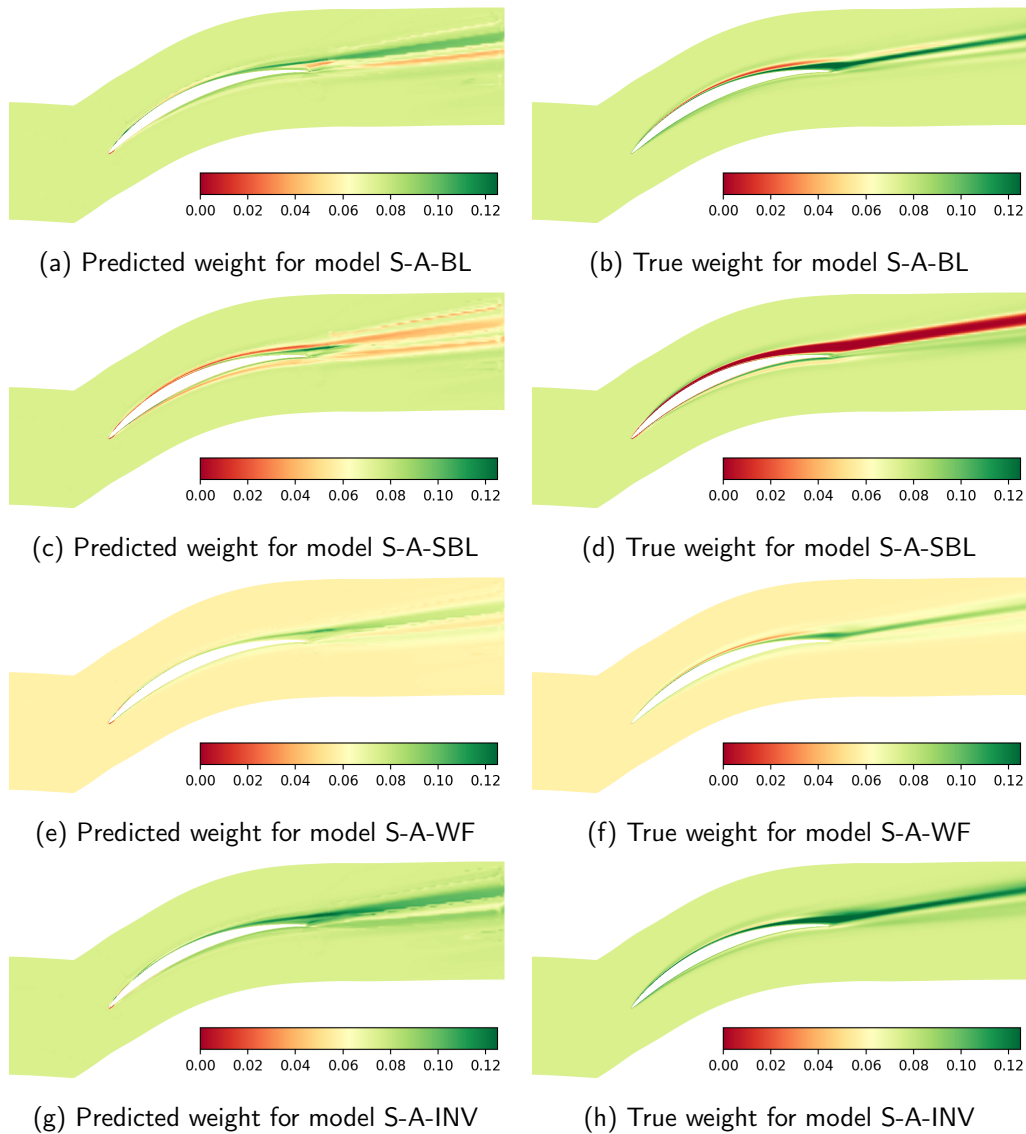 0.00 0.02 0.04 0.06 0.08 0.10 0.12
0.00 0.02 0.04 0.06 0.08 0.10 0.12
(a) Predicted weight for model S-A-BL
(b) True weight for model S-A-BL
0.00 0.02 0.04 0.06 0.08 0.10 0.12
0.00 0.02 0.04 0.06 0.08 0.10 0.12
(c) Predicted weight for model S-A-SBL
(d) True weight for model S-A-SBL
0.00 0.02 0.04 0.06 0.08 0.10 0.12
0.00 0.02 0.04 0.06 0.08 0.10 0.12
(e) Predicted weight for model S-A-WF
(f) True weight for model S-A-WF
0.00 0.02 0.04 0.06 0.08 0.10 0.12
0.00 0.02 0.04 0.06 0.08 0.10 0.12
(g) Predicted weight for model S-A-INV
(h) True weight for model S-A-INV